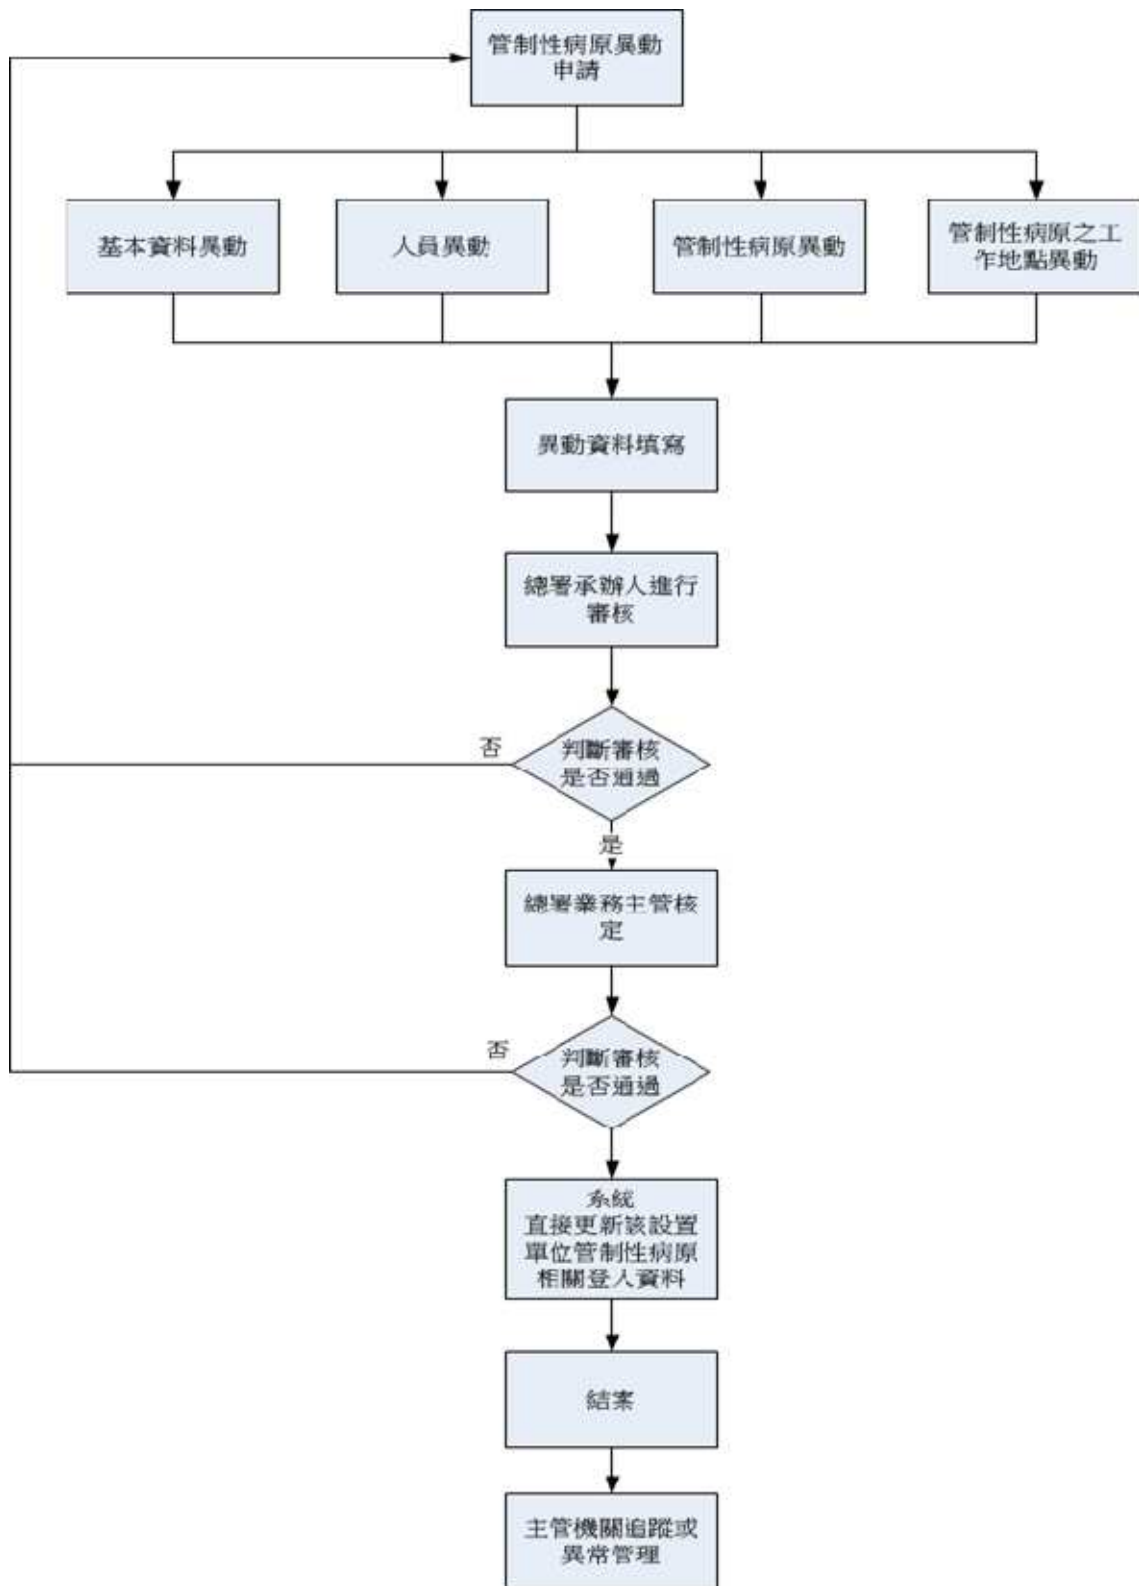 管制性病原異動
申請
基本資料異動
人員異動
管制性病原異動
管制性病原之工
作地點異動
異動資料填寫
總署承辦人進行
審核
否
判斷審核
是否通過
是
總署業務主管核
定
否
判斷審核
是否通過
系統
直接更新該設置
單位管制性病原
相關登入資料
結案
主管機關追蹤或
異常管理